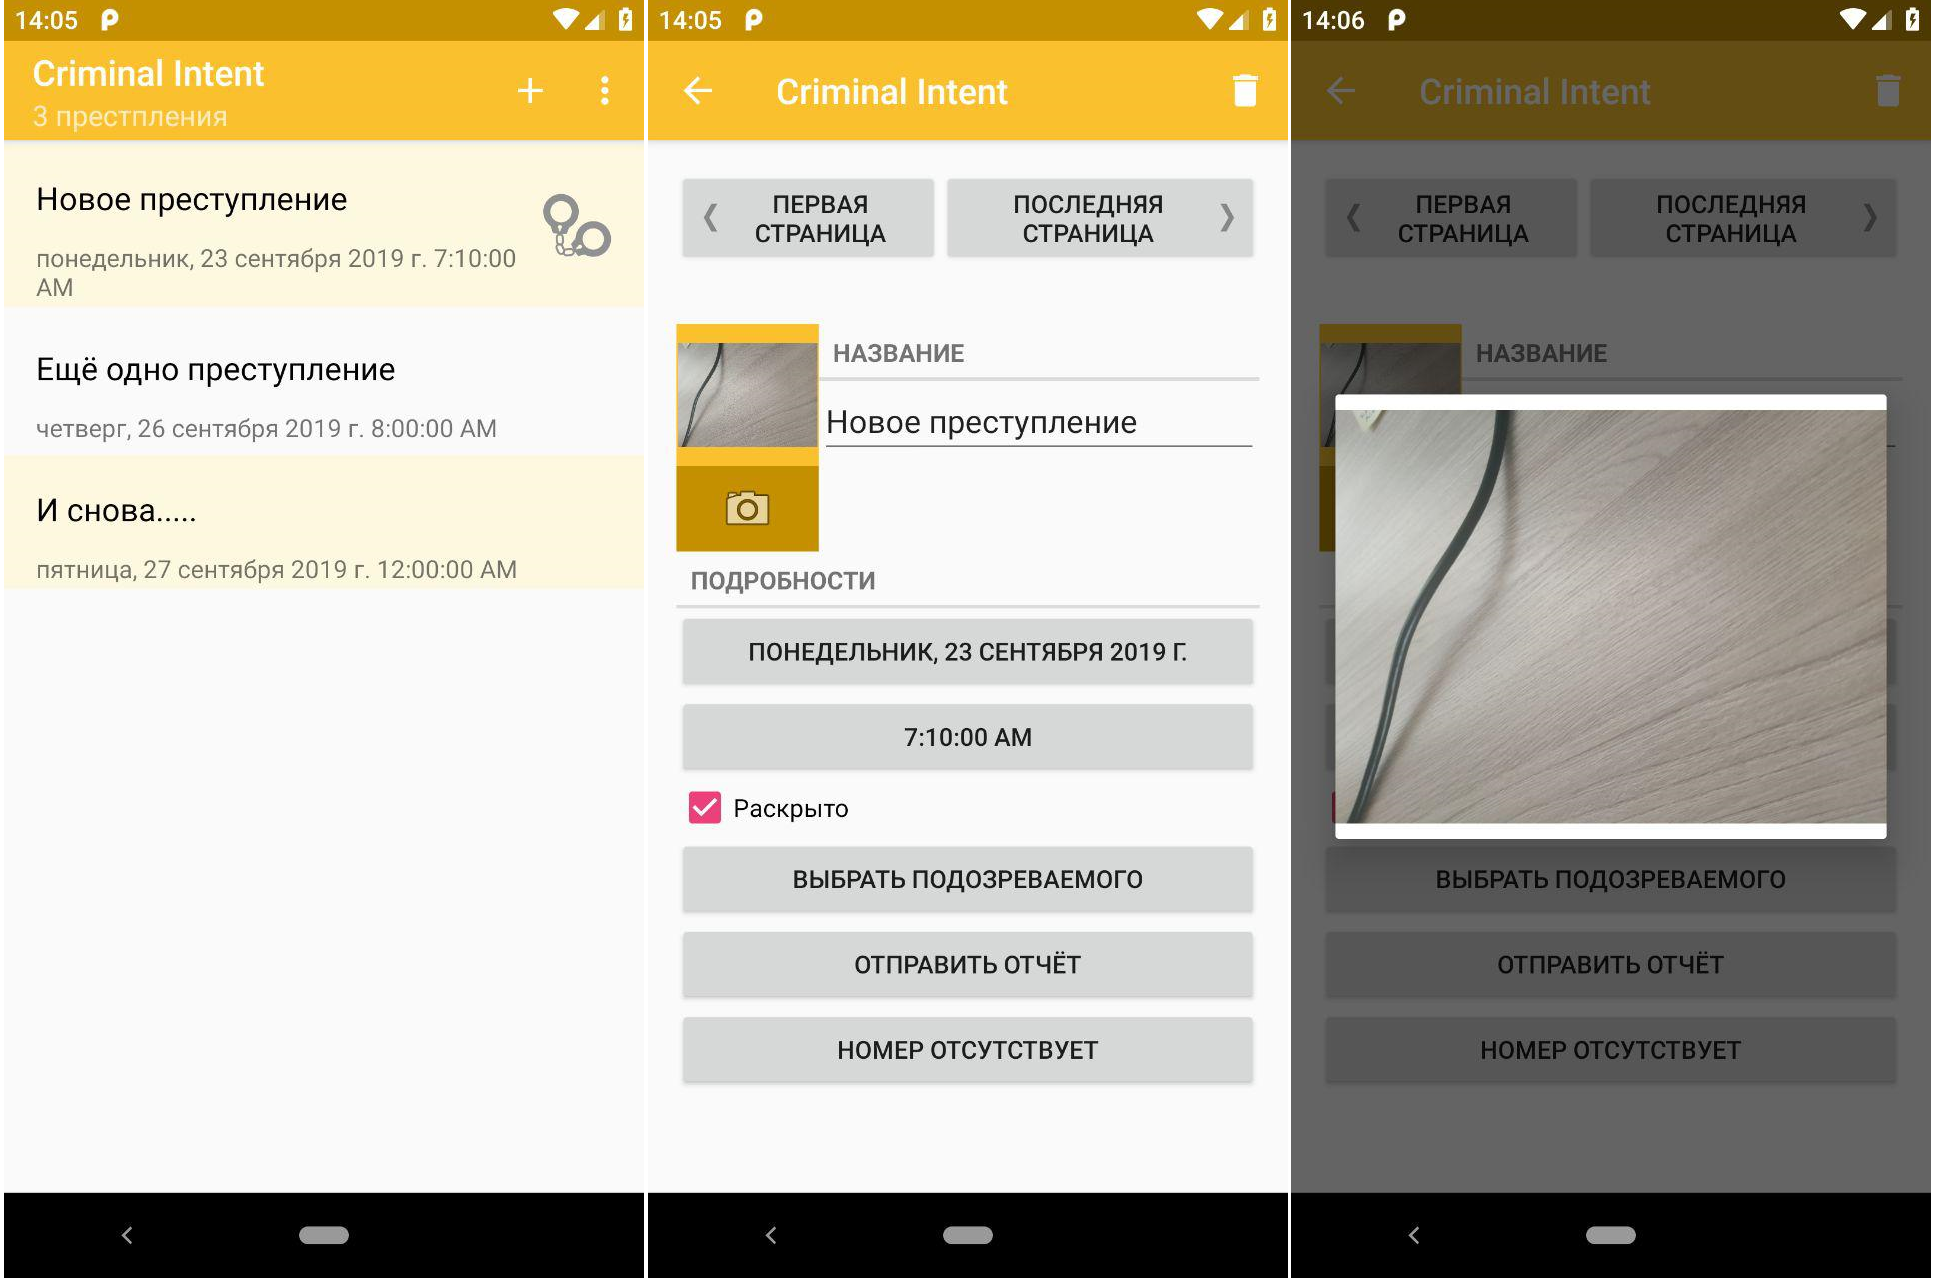 14:05
Criminal Intent
3 престпления
Новое преступление
понедельник, 23 сентября 2019 г. 7:10:00
AM
Ещё одно преступление
четверг, 26 сентября 2019 г. 8:00:00 AM
И снова.....
пятница, 27 сентября 2019 г. 12:00:00 AM
14:05
Criminal Intent
ПЕРВАЯ
СТРАНИЦА
ПОСЛЕДНЯЯ
СТРАНИЦА
НАЗВАНИЕ
Новое преступление
ПОДРОБНОСТИ
ПОНЕДЕЛЬНИК, 23 СЕНТЯБРЯ 2019 Г.
7:10:00 AM
Раскрыто
ВЫБРАТЬ ПОДОЗРЕВАЕМОГО
ОТПРАВИТЬ ОТЧЁТ
НОМЕР ОТСУТСТВУЕТ
14:06
Criminal Intent
ПЕРВАЯ
СТРАНИЦА
ПОСЛЕДНЯЯ
СТРАНИЦА
НАЗВАНИЕ
ВЫБРАТЬ ПОДОЗРЕВАЕМОГО
ОТПРАВИТЬ ОТЧЁТ
НОМЕР ОТСУТСТВУЕТ